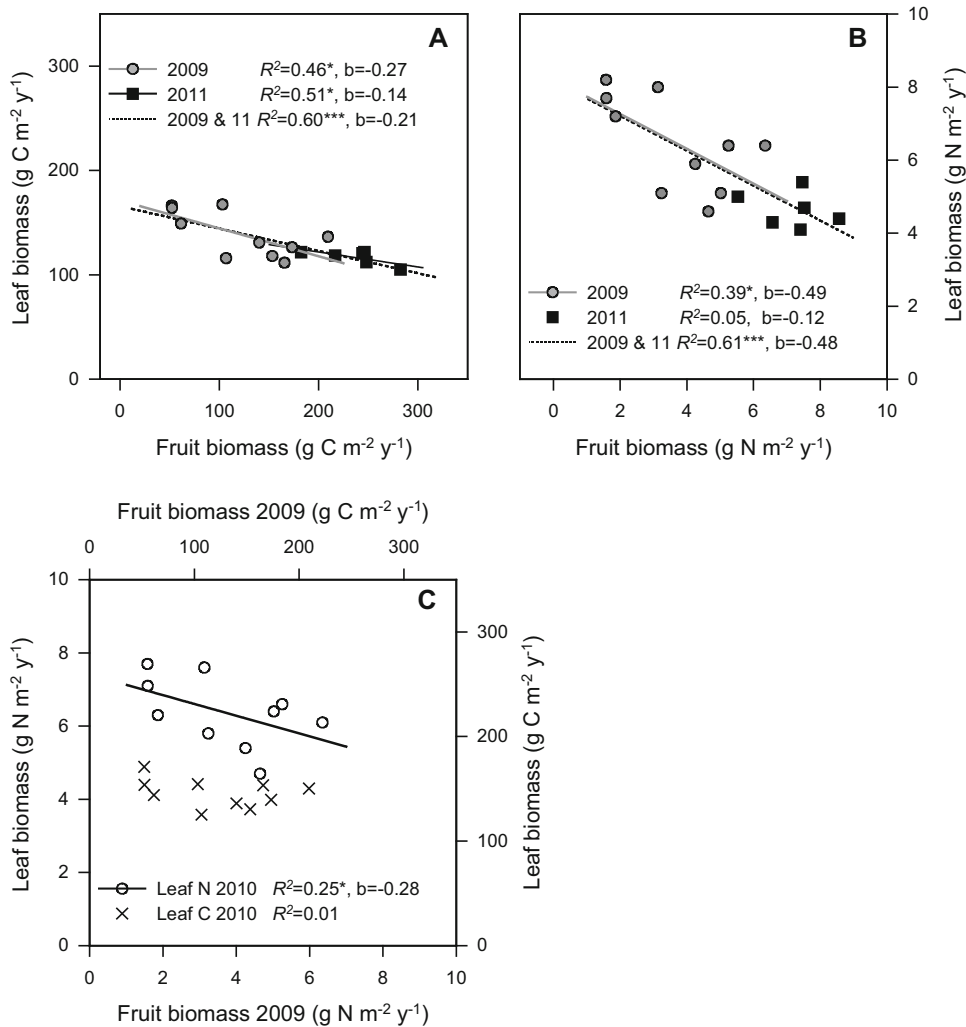 A
350
300
200
100
0
Leaf biomass (g C m-2 y-1)
2009 R2=0.46*, b=-0.27
2011 R2=0.51*, b=-0.14
2009 & 11 R2=0.60***, b=-0.21
0 100 200 300
Fruit biomass (g C m-2 y-1)
B
10
8
6
4
2
0
Leaf biomass (g N m-2 y-1)
2009 R2=0.39*, b=-0.49
2011 R2=0.05, b=-0.12
2009 & 11 R2=0.61***, b=-0.48
0 2 4 6 8 10
Fruit biomass (g N m-2 y-1)
Fruit biomass 2009 (g C m-2 y-1)
0 100 200 300
C
10
8
6
4
2
0
Leaf biomass (g N m-2 y-1)
300
200
100
0
Leaf biomass (g C m-2 y-1)
Leaf N 2010 R2=0.25*, b=-0.28
Leaf C 2010 R2=0.01
0 2 4 6 8 10
Fruit biomass 2009 (g N m-2 y-1)